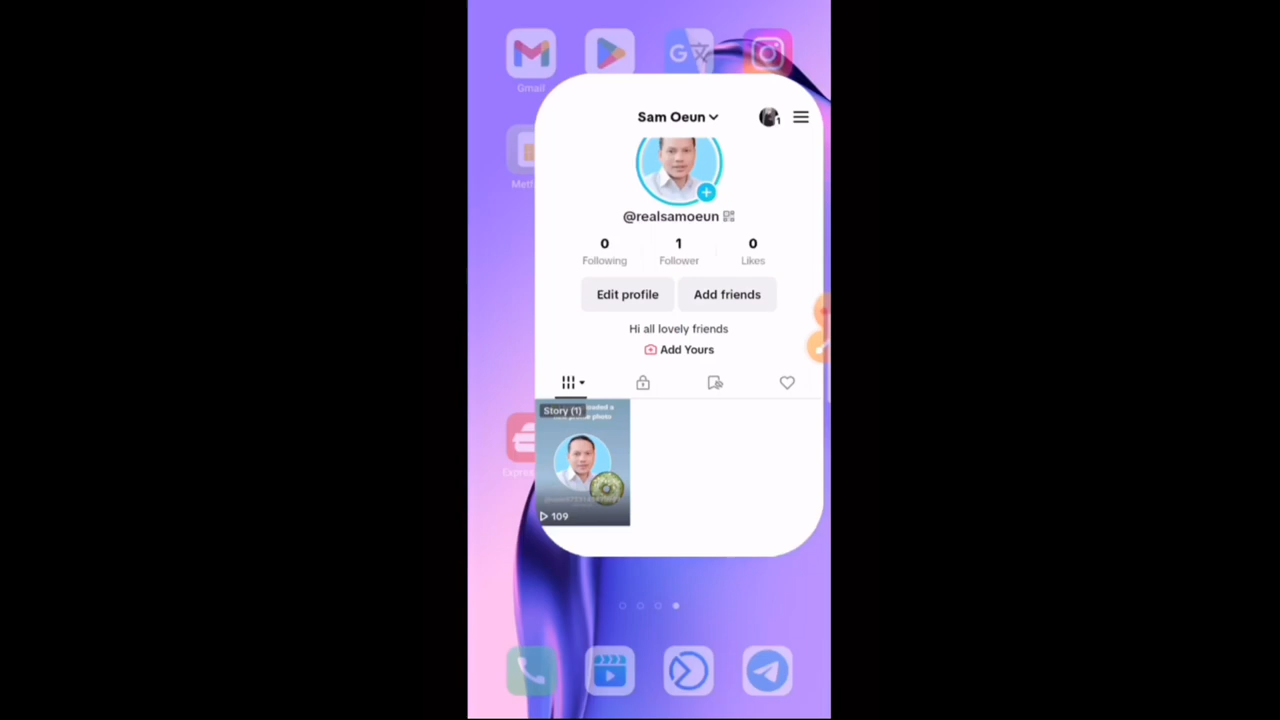 Gmail
Sam Oeun
1
@realsamoeun
0
Following
1
Follower
0
Likes
Edit profile
Add friends
Hi all lovely friends
Add Yours
Story (1)
109